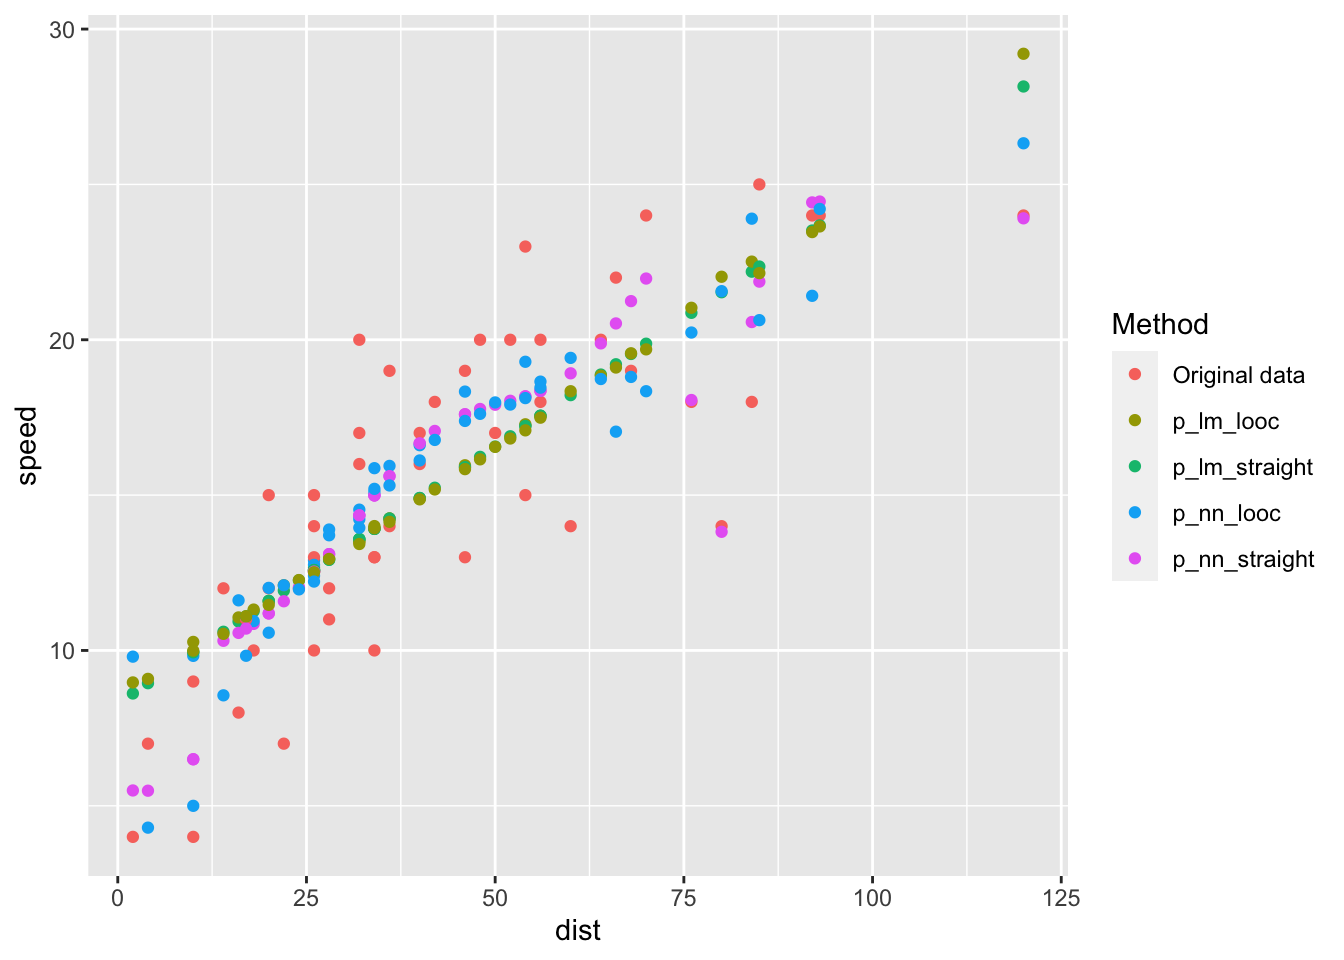 30
20
10
speed
0
25
50
75
100
125
dist
Method
Original data
p_lm_looc
p_lm_straight
p_nn_looc
p_nn_straight